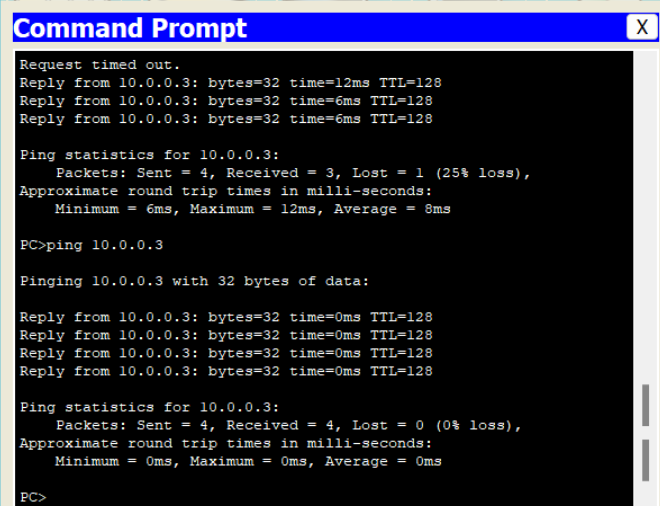 Command Prompt
X
Request timed out.
Reply from 10.0.0.3: bytes=32 time=12ms TTL=128
Reply from 10.0.0.3: bytes=32 time=6ms TTL=128
Reply from 10.0.0.3: bytes=32 time=6ms TTL=128
Ping statistics for 10.0.0.3:
Packets: Sent = 4, Received = 3, Lost = 1 (25% loss),
Approximate round trip times in milli-seconds:
Minimum = 6ms, Maximum = 12ms, Average = 8ms
PC>ping 10.0.0.3
Pinging 10.0.0.3 with 32 bytes of data:
Reply from 10.0.0.3: bytes=32 time=0ms TTL=128
Reply from 10.0.0.3: bytes=32 time=0ms TTL=128
Reply from 10.0.0.3: bytes=32 time=0ms TTL=128
Reply from 10.0.0.3: bytes=32 time=0ms TTL=128
Ping statistics for 10.0.0.3:
Packets: Sent = 4, Received = 4, Lost = 0 (0% loss),
Approximate round trip times in milli-seconds:
Minimum = 0ms, Maximum = 0ms, Average = 0ms
PC>